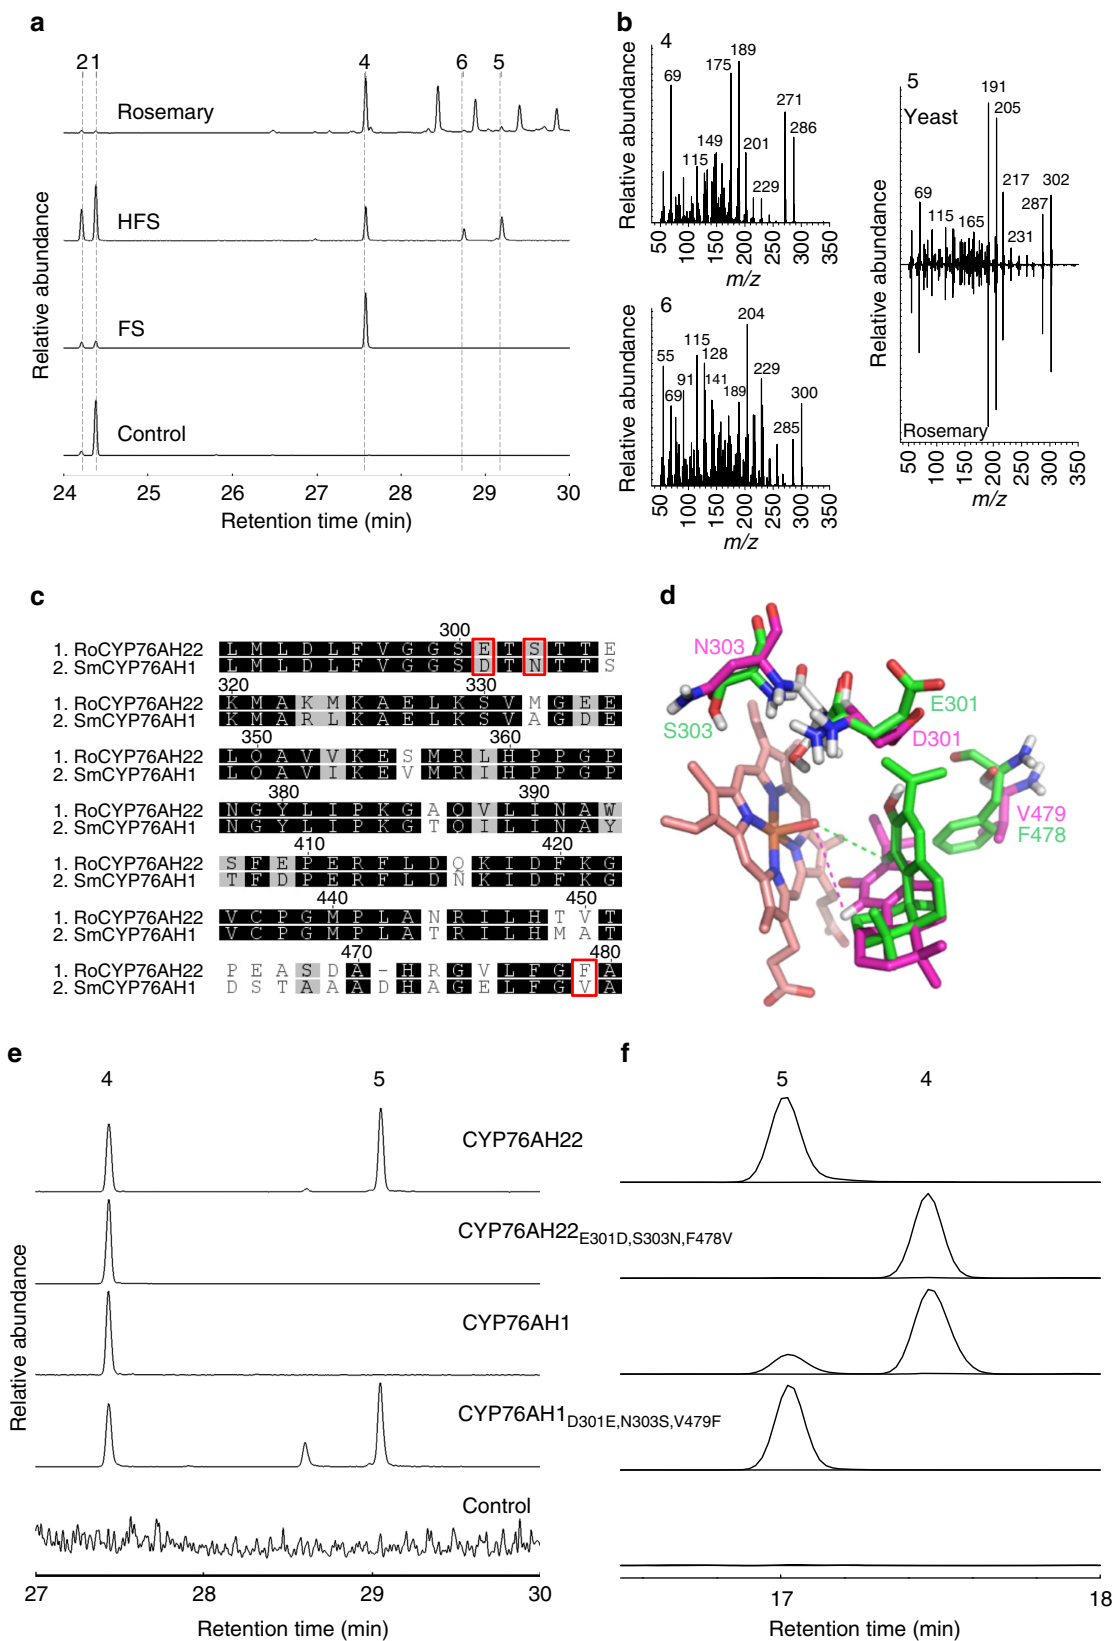 a
2 1 4 6 5
Rosemary
HFS
FS
Control
Relative abundance
24 25 26 27 28 29 30
Retention time (min)
b
4
69 115 149 175 189 201 229 271 286
Relative abundance
50 100 150 200 250 300 350
m/z
6
55 69 91 115 128 141 189 204 229 285 300
Relative abundance
50 100 150 200 250 300 350
m/z
5
Yeast
69 115 165 191 205 217 231 287 302
Rosemary
Relative abundance
50 100 150 200 250 300 350
m/z
c
300
1. RoCYP76AH22 L M L D L F V G G S E T S T T E
2. SmCYP76AH1 L M L D L F V G G S D T N T T S
320 330
1. RoCYP76AH22 K M A K M K A E L K S V M G E E
2. SmCYP76AH1 K M A R L K A E L K S V A G D E
350 360
1. RoCYP76AH22 L Q A V V K E S M R L H P P G P
2. SmCYP76AH1 L Q A V I K E V M R I H P P G P
380 390
1. RoCYP76AH22 N G Y L I P K G A Q V L I N A W
2. SmCYP76AH1 N G Y L I P K G T Q I L I N A Y
410 420
1. RoCYP76AH22 S F E P E R F L D Q K I D F K G
2. SmCYP76AH1 T F D P E R F L D N K I D F K G
440 450
1. RoCYP76AH22 V C P G M P L A N R I L H T V T
2. SmCYP76AH1 V C P G M P L A T R I L H M A T
470 480
1. RoCYP76AH22 P E A S D A - H R G V L F G F A
2. SmCYP76AH1 D S T A A D H A G E L F G V A
d
N303
S303
E301
D301
V479
F478
e
4 5
CYP76AH22
CYP76AH22E301D,S303N,F478V
CYP76AH1
CYP76AH1D301E,N303S,V479F
Control
Relative abundance
27 28 29 30
Retention time (min)
f
5 4
17 18
Retention time (min)